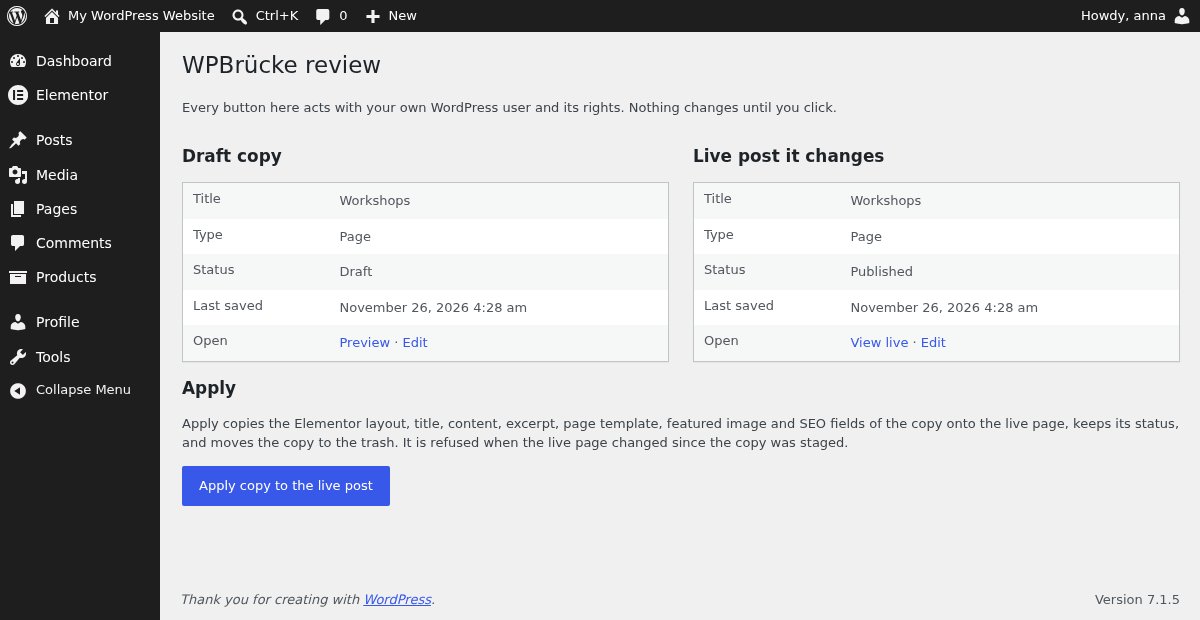 My WordPress Website Ctrl+K 0 New Howdy, anna
Dashboard
Elementor
Posts
Media
Pages
Comments
Products
Profile
Tools
Collapse Menu
WPBrücke review
Every button here acts with your own WordPress user and its rights. Nothing changes until you click.
Draft copy
Title Workshops
Type Page
Status Draft
Last saved November 26, 2026 4:28 am
Open Preview · Edit
Live post it changes
Title Workshops
Type Page
Status Published
Last saved November 26, 2026 4:28 am
Open View live · Edit
Apply
Apply copies the Elementor layout, title, content, excerpt, page template, featured image and SEO fields of the copy onto the live page, keeps its status,
and moves the copy to the trash. It is refused when the live page changed since the copy was staged.
Apply copy to the live post
Thank you for creating with WordPress.
Version 7.1.5